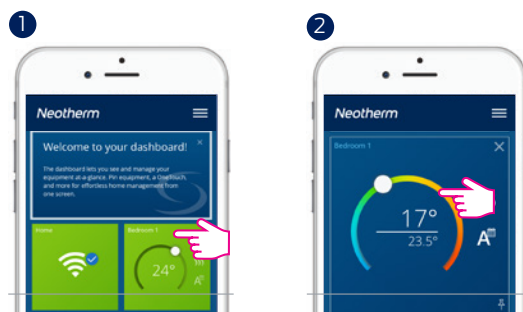 1
Neotherm
Welcome to your dashboard!
The dashboard lets you see and manage your
equipment at a glance. Pin equipment, a OneTouch,
and more for effortless home management from
one screen.
Home
Bedroom 1
24°
A
2
Neotherm
Bedroom 1
17°
23.5°
A